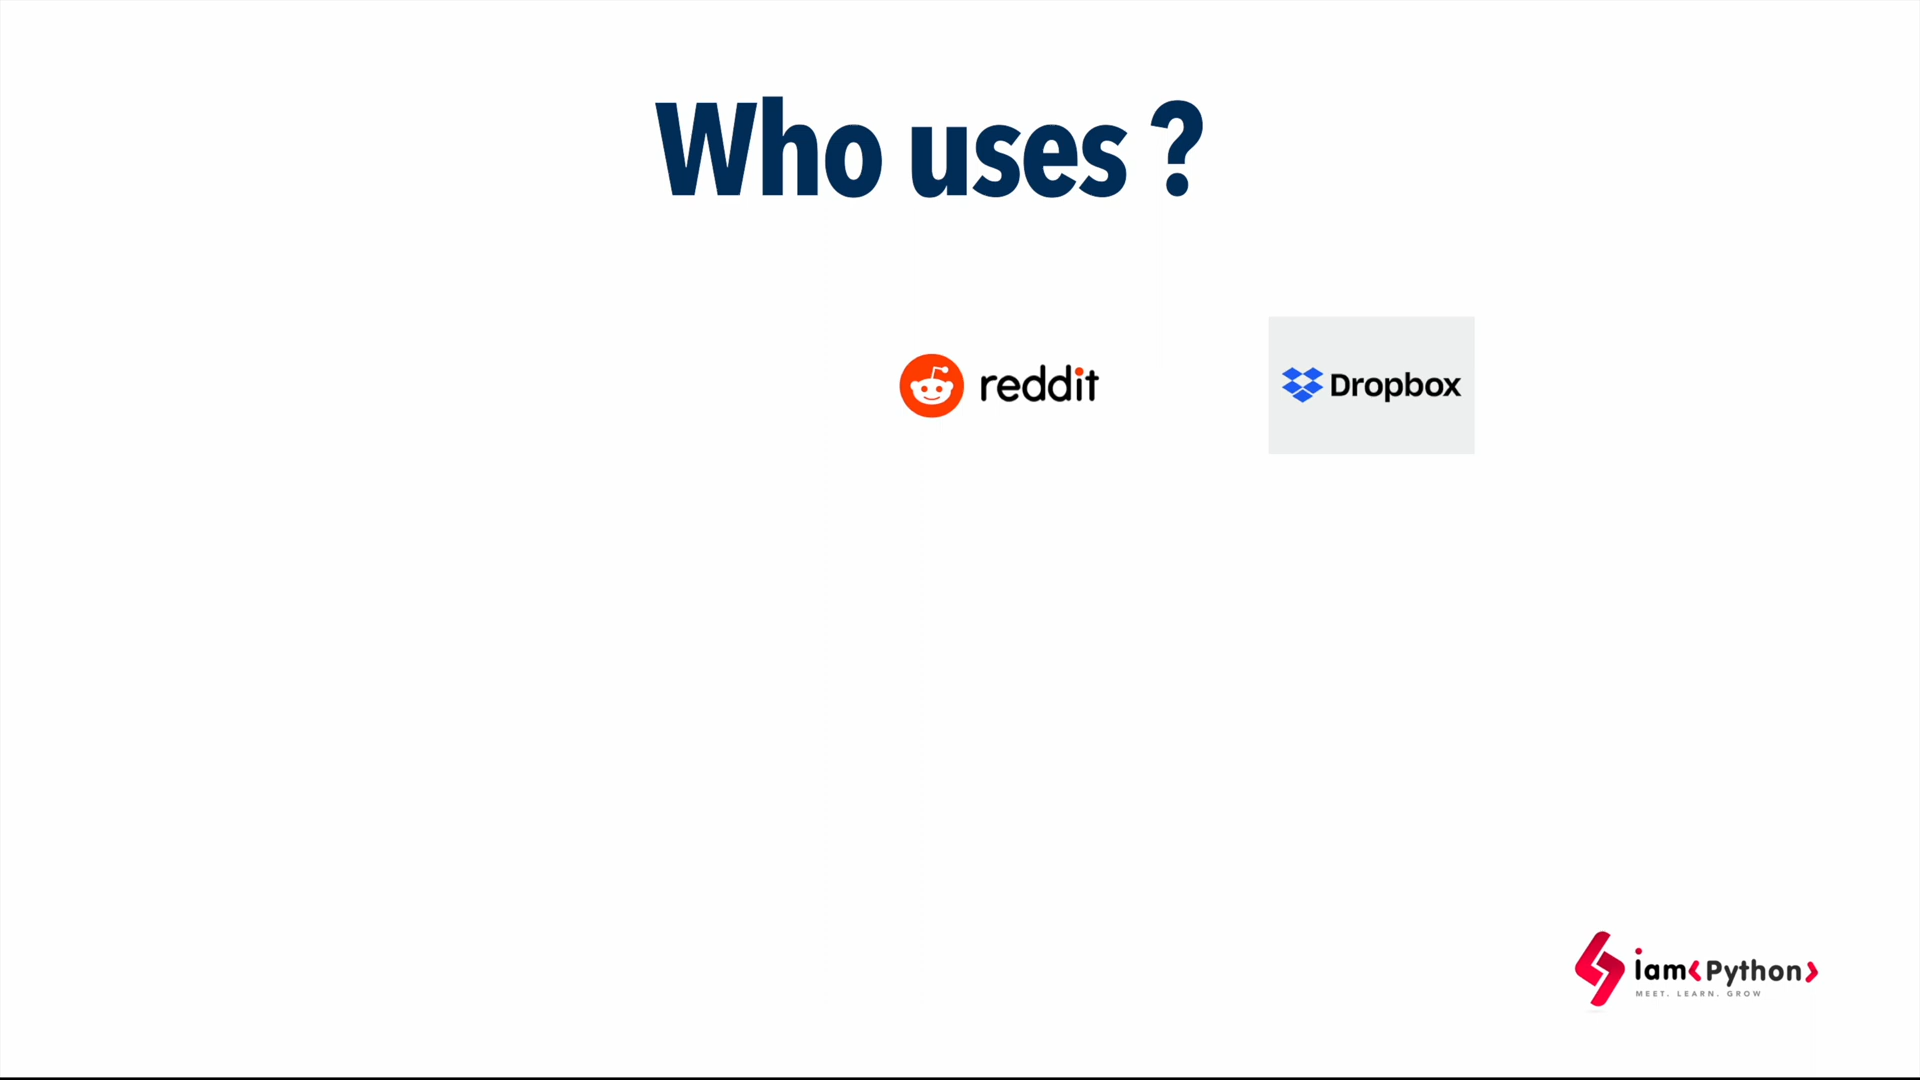 Who uses ?
reddit
Dropbox
iam<Python>
MEET. LEARN. GROW